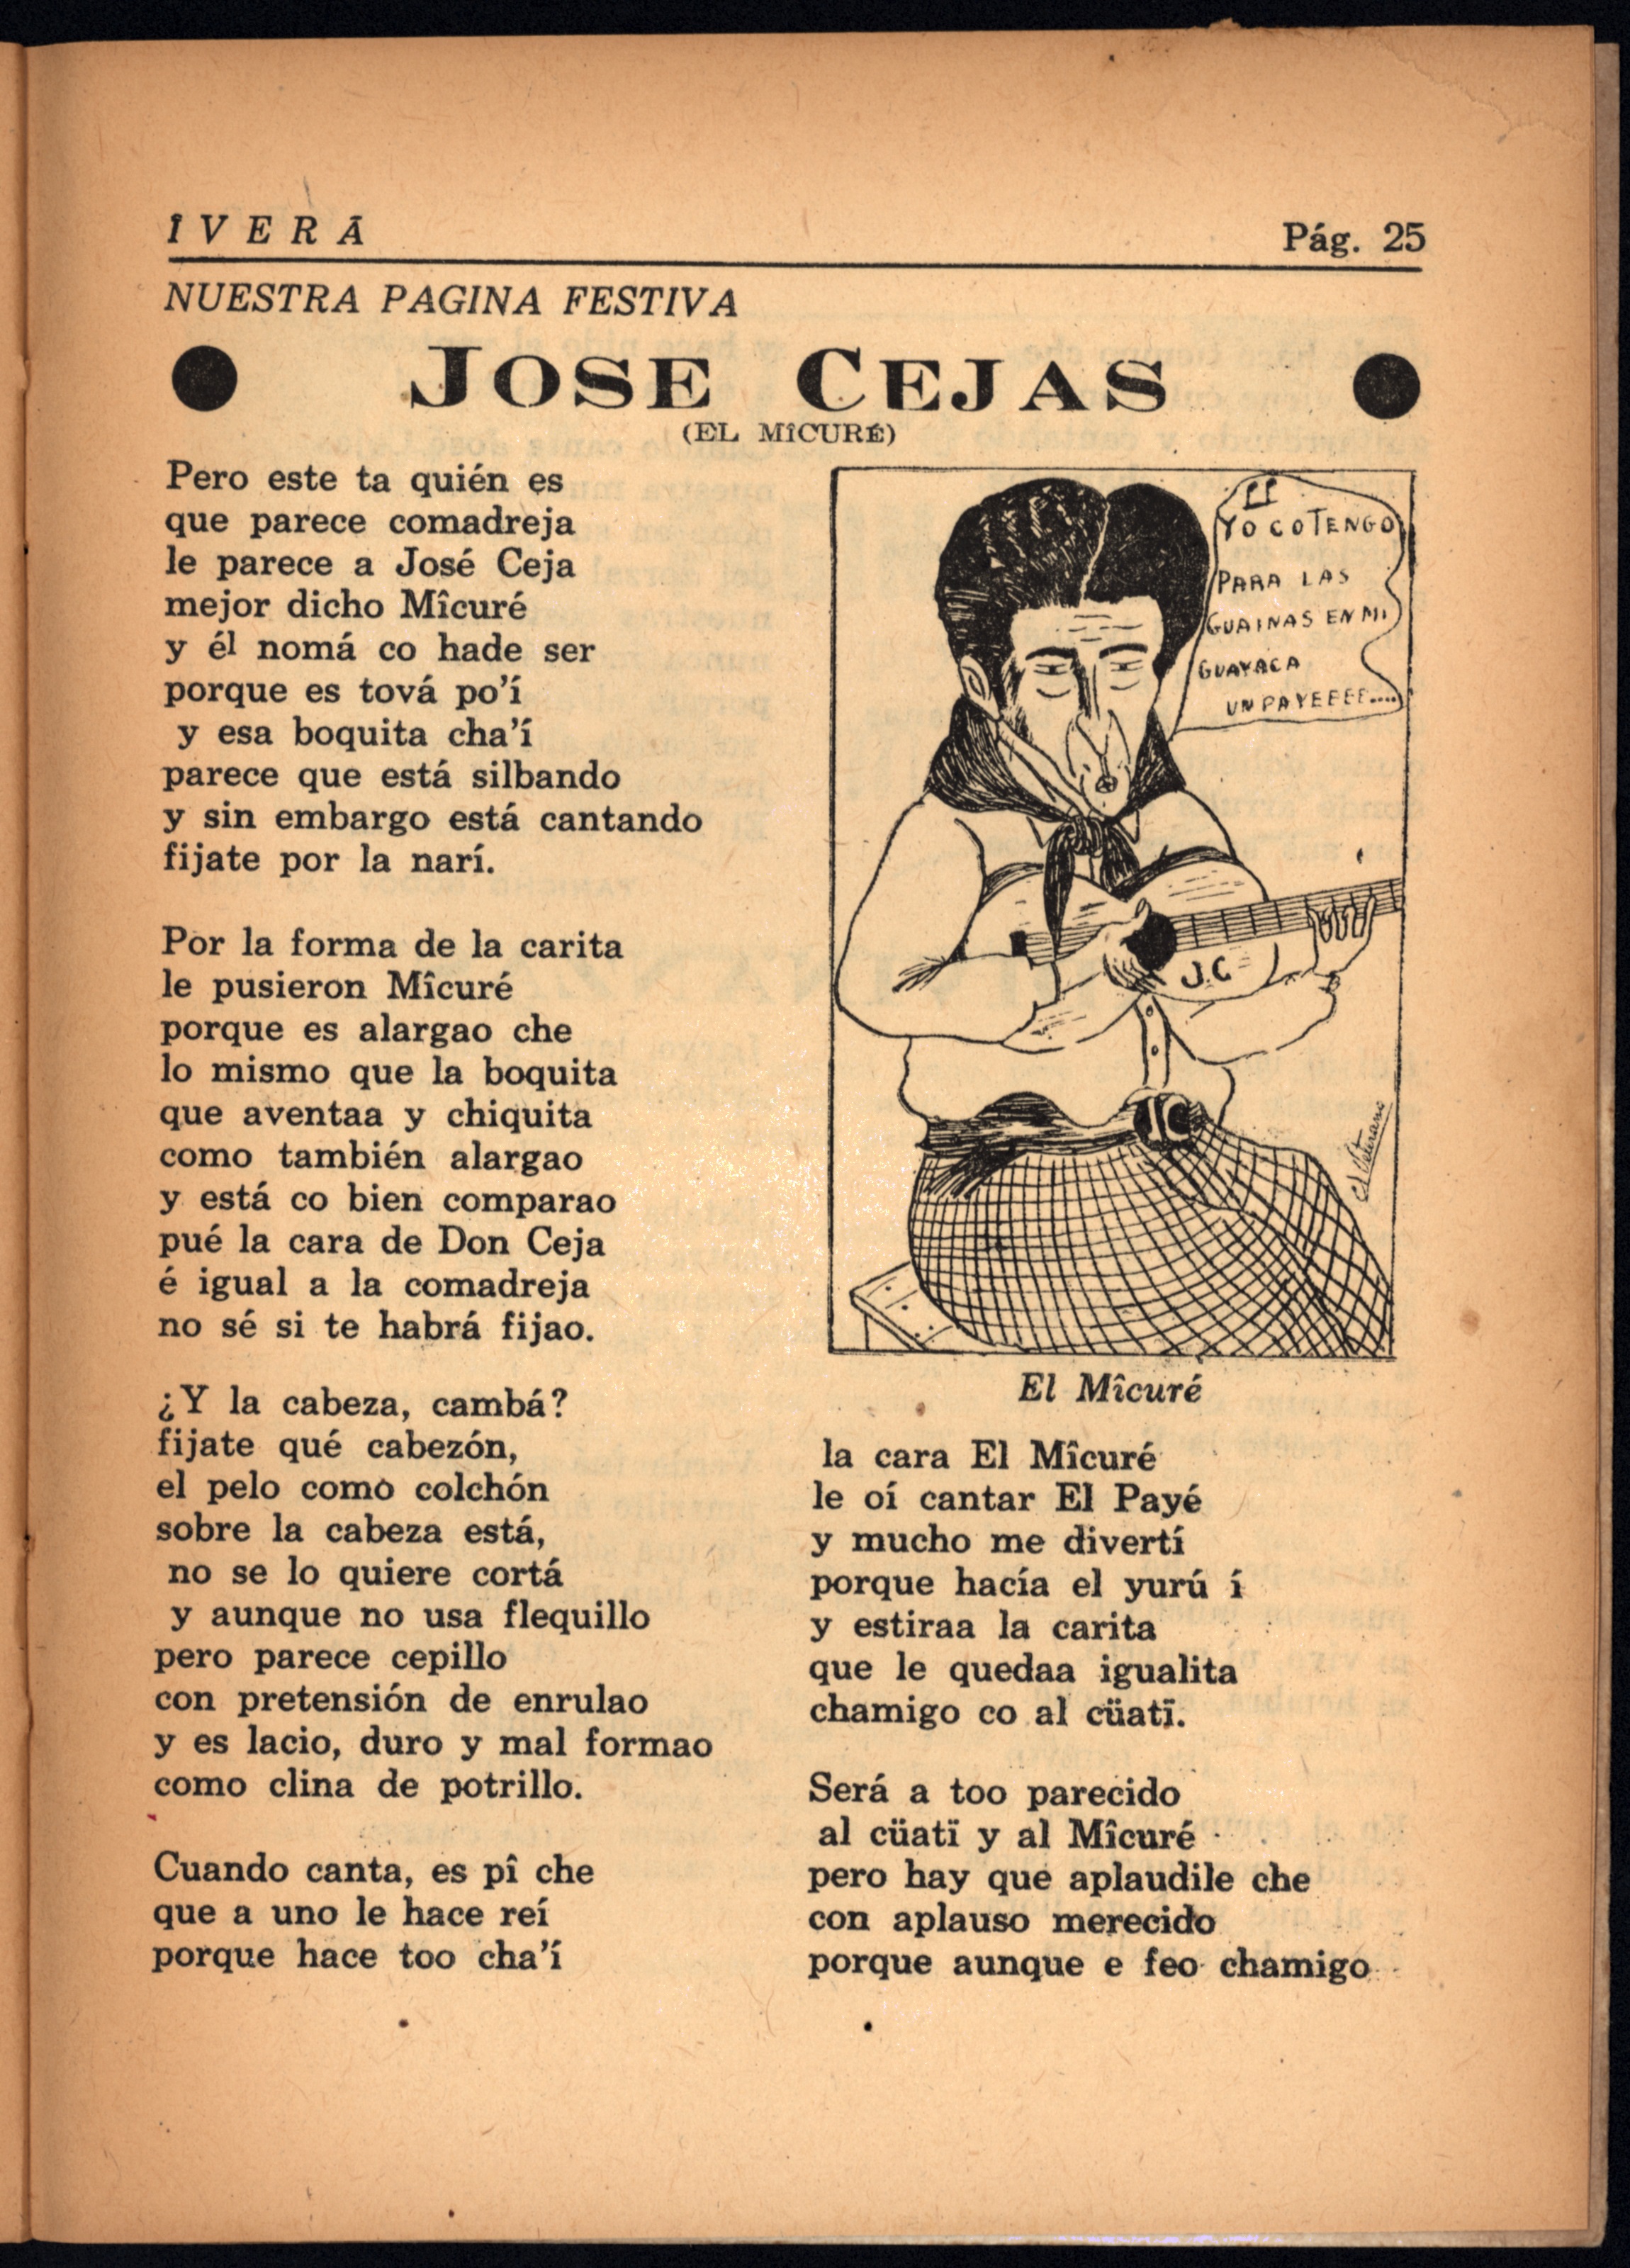 Î V E R Ā
Pág. 25
NUESTRA PAGINA FESTIVA
JOSE CEJAS
(EL MÎCURÉ)
Pero este ta quién es
que parece comadreja
le parece a José Ceja
mejor dicho Mîcuré
y él nomá co hade ser
porque es tová po’í
y esa boquita cha’í
parece que está silbando
y sin embargo está cantando
fijate por la narí.
Por la forma de la carita
le pusieron Mîcuré
porque es alargao che
lo mismo que la boquita
que aventaa y chiquita
como también alargao
y está co bien comparao
pué la cara de Don Ceja
é igual a la comadreja
no sé si te habrá fijao.
¿Y la cabeza, cambá?
fijate qué cabezón,
el pelo como colchón
sobre la cabeza está,
no se lo quiere cortá
y aunque no usa flequillo
pero parece cepillo
con pretensión de enrulao
y es lacio, duro y mal formao
como clina de potrillo.
Cuando canta, es pî che
que a uno le hace reí
porque hace too cha’í
YO CO TENGO
PARA LAS
GUAINAS EN MI
GUAYACA
UN PAYEEEE....
J.C
JC
El Veterano
El Mîcuré
la cara El Mîcuré
le oí cantar El Payé
y mucho me divertí
porque hacía el yurú í
y estiraa la carita
que le quedaa igualita
chamigo co al cüatï.
Será a too parecido
al cüatï y al Mîcuré
pero hay que aplaudile che
con aplauso merecido
porque aunque e feo chamigo